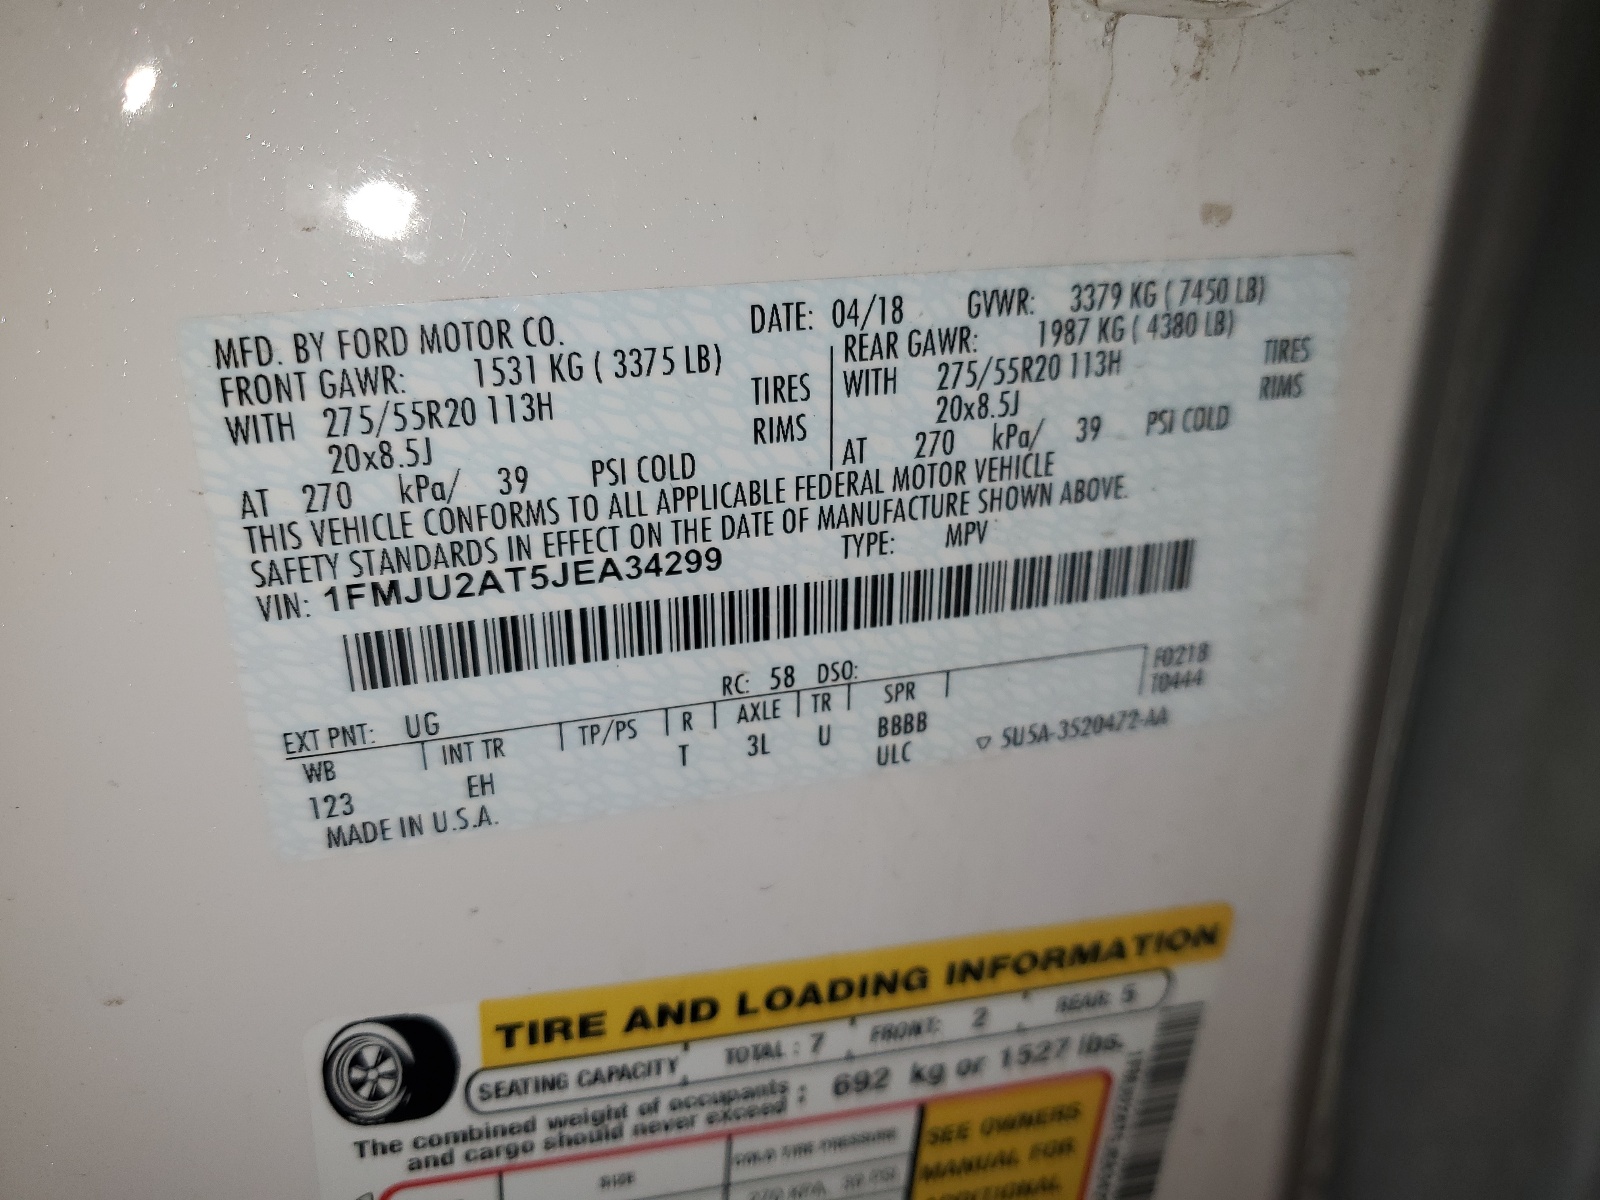 MFD. BY FORD MOTOR CO. DATE: 04/18 GVWR: 3379 KG ( 7450 LB)
FRONT GAWR: 1531 KG ( 3375 LB) REAR GAWR: 1987 KG ( 4380 LB)
WITH 275/55R20 113H TIRES WITH 275/55R20 113H TIRES
20x8.5J RIMS 20x8.5J RIMS
AT 270 kPa/ 39 PSI COLD AT 270 kPa/ 39 PSI COLD
THIS VEHICLE CONFORMS TO ALL APPLICABLE FEDERAL MOTOR VEHICLE
SAFETY STANDARDS IN EFFECT ON THE DATE OF MANUFACTURE SHOWN ABOVE.
VIN: 1FMJU2AT5JEA34299 TYPE: MPV
F0218
T0444
EXT PNT: UG RC: 58 DSO:
WB INT TR TP/PS R AXLE TR SPR
123 EH T 3L U BBBB
ULC
▽ SU5A-3520472-AA
MADE IN U.S.A.
TIRE AND LOADING INFORMATION
SEATING CAPACITY TOTAL : 7 FRONT: 2 REAR: 5
The combined weight of occupants
and cargo should never exceed : 692 kg or 1527 lbs.
SIZE COLD TIRE PRESSURE
SEE OWNERS
MANUAL FOR
ADDITIONAL